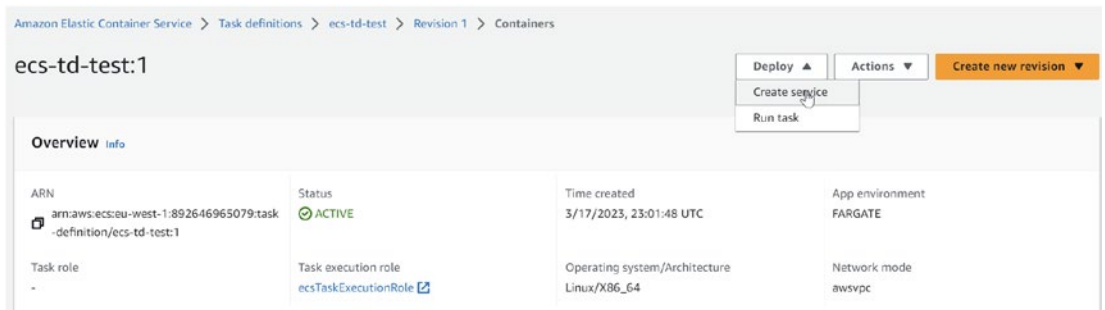 Amazon Elastic Container Service > Task definitions > ecs-td-test > Revision 1 > Containers
ecs-td-test:1
Deploy ▲ Actions ▼ Create new revision ▼
Create service
Run task
Overview Info
ARN Status Time created App environment
arn:aws:ecs:eu-west-1:892646965079:task
-definition/ecs-td-test:1
ACTIVE 3/17/2023, 23:01:48 UTC FARGATE
Task role Task execution role Operating system/Architecture Network mode
- ecsTaskExecutionRole Linux/X86_64 awsvpc